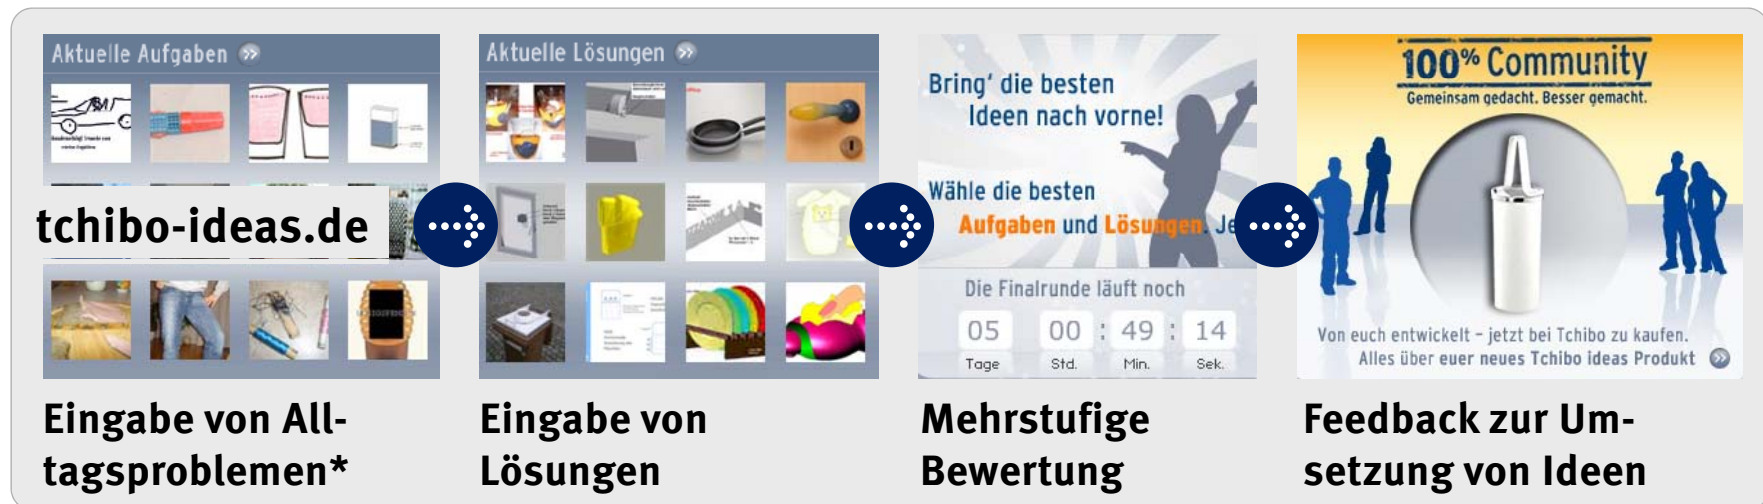 Aktuelle Aufgaben
tchibo-ideas.de
Eingabe von All-
tagsproblemen*
Aktuelle Lösungen
Eingabe von
Lösungen
Bring' die besten
Ideen nach vorne!
Wähle die besten
Aufgaben und Lösungen. Je
Die Finalrunde läuft noch
05 00 : 49 : 14
Tage Std. Min. Sek.
Mehrstufige
Bewertung
100% Community
Gemeinsam gedacht. Besser gemacht.
Von euch entwickelt – jetzt bei Tchibo zu kaufen.
Alles über euer neues Tchibo ideas Produkt
Feedback zur Um-
setzung von Ideen